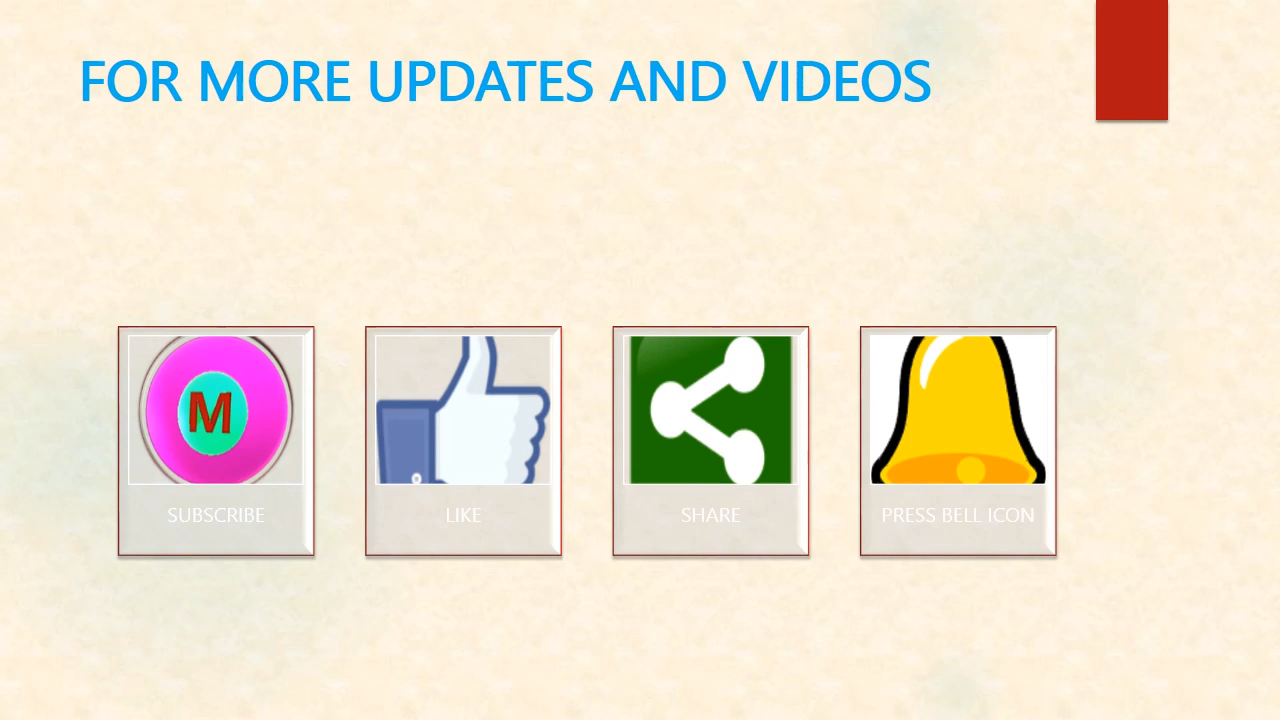 FOR MORE UPDATES AND VIDEOS
M
SUBSCRIBE
LIKE
SHARE
PRESS BELL ICON